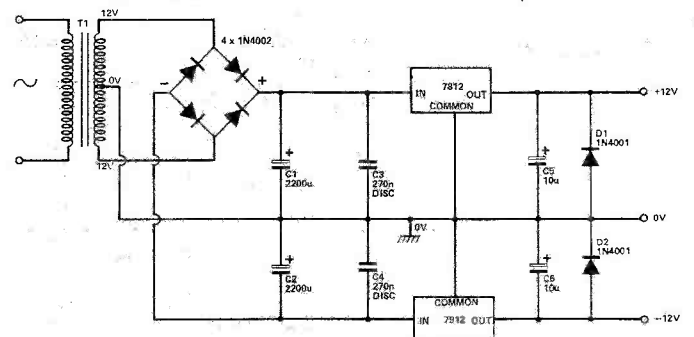 T1
12V
0V
12V
4 x 1N4002
−
+
7812
IN OUT
COMMON
+12V
+
C1
2200u
C3
270n
DISC
+
C5
10u
D1
1N4001
0V
0V
+
C2
2200u
C4
270n
DISC
+
C6
10u
D2
1N4001
COMMON
IN 7912 OUT
−12V